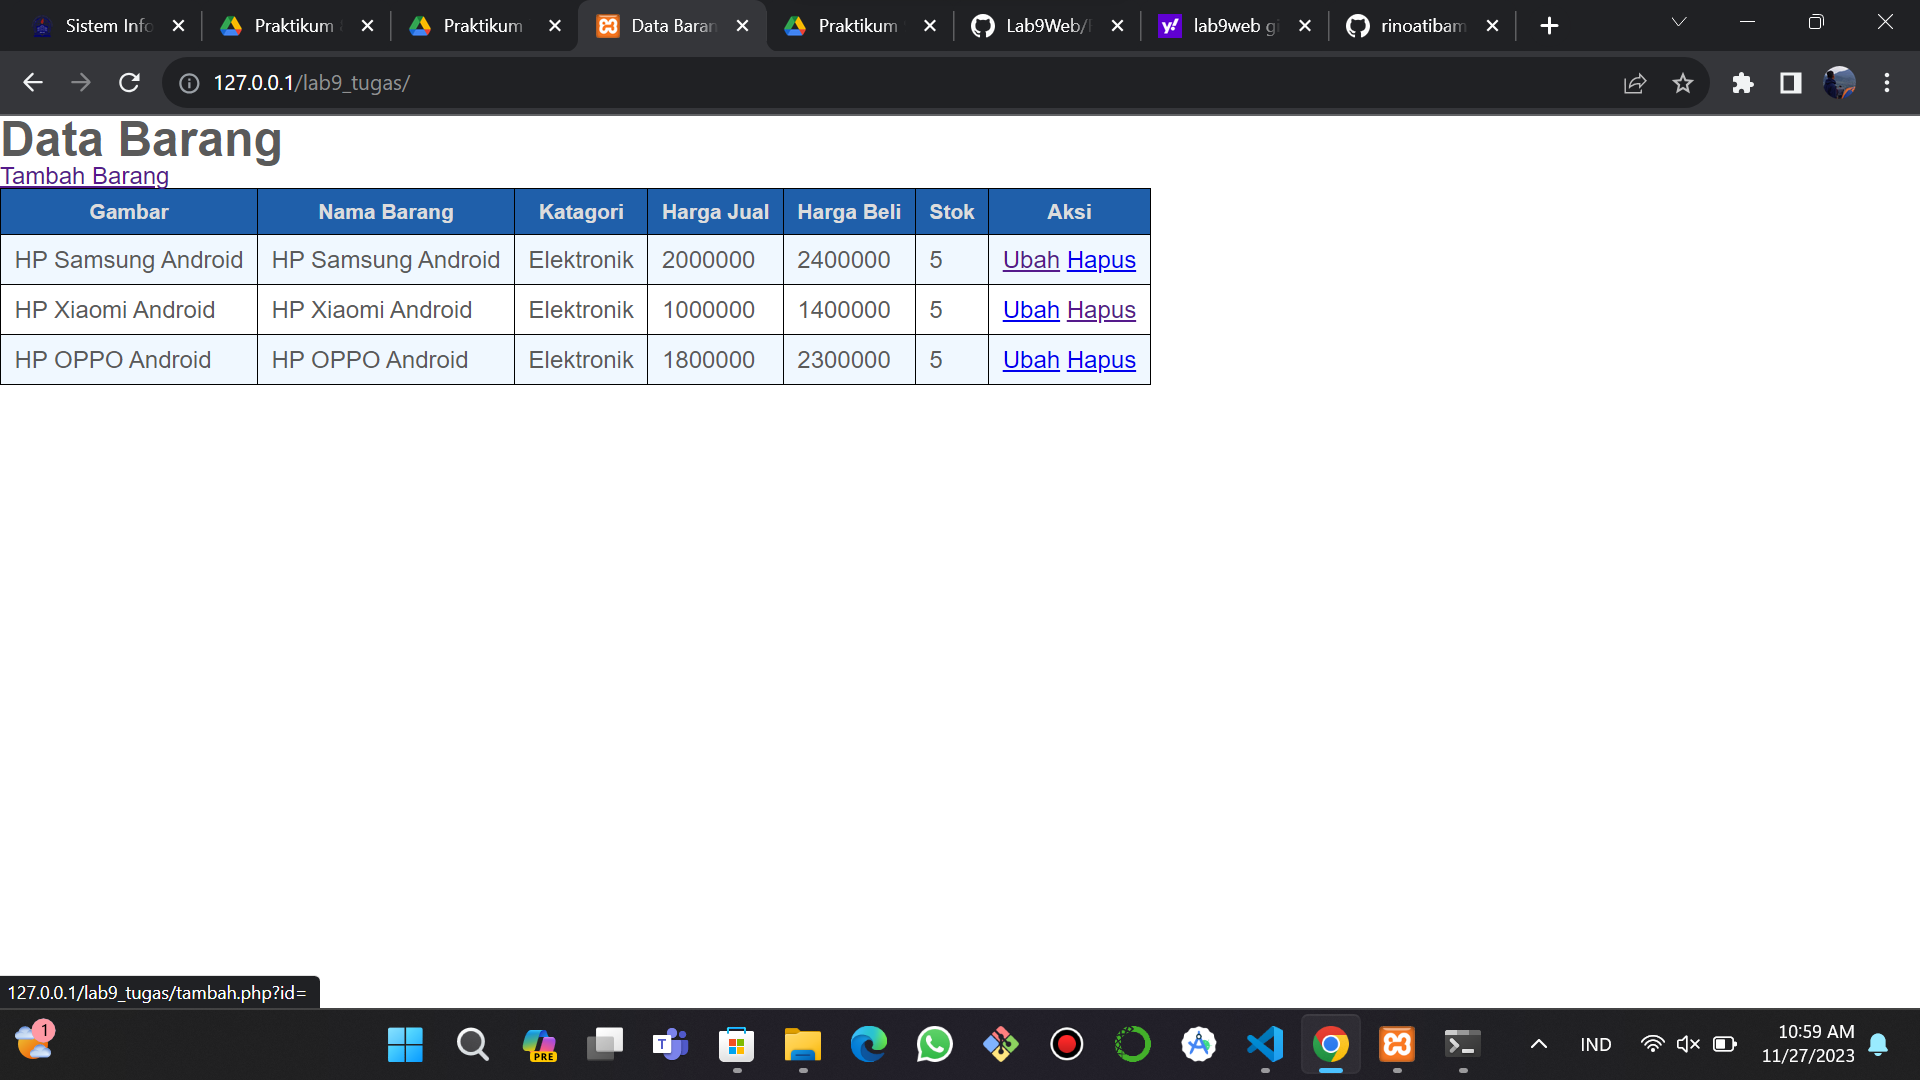 Sistem Info
Praktikum
Praktikum
Data Baran
Praktikum
Lab9Web/
lab9web gi
rinoatibam
127.0.0.1/lab9_tugas/
Data Barang
Tambah Barang
Gambar Nama Barang Katagori Harga Jual Harga Beli Stok Aksi
HP Samsung Android HP Samsung Android Elektronik 2000000 2400000 5 Ubah Hapus
HP Xiaomi Android HP Xiaomi Android Elektronik 1000000 1400000 5 Ubah Hapus
HP OPPO Android HP OPPO Android Elektronik 1800000 2300000 5 Ubah Hapus
127.0.0.1/lab9_tugas/tambah.php?id=
1
PRE
IND
10:59 AM
11/27/2023